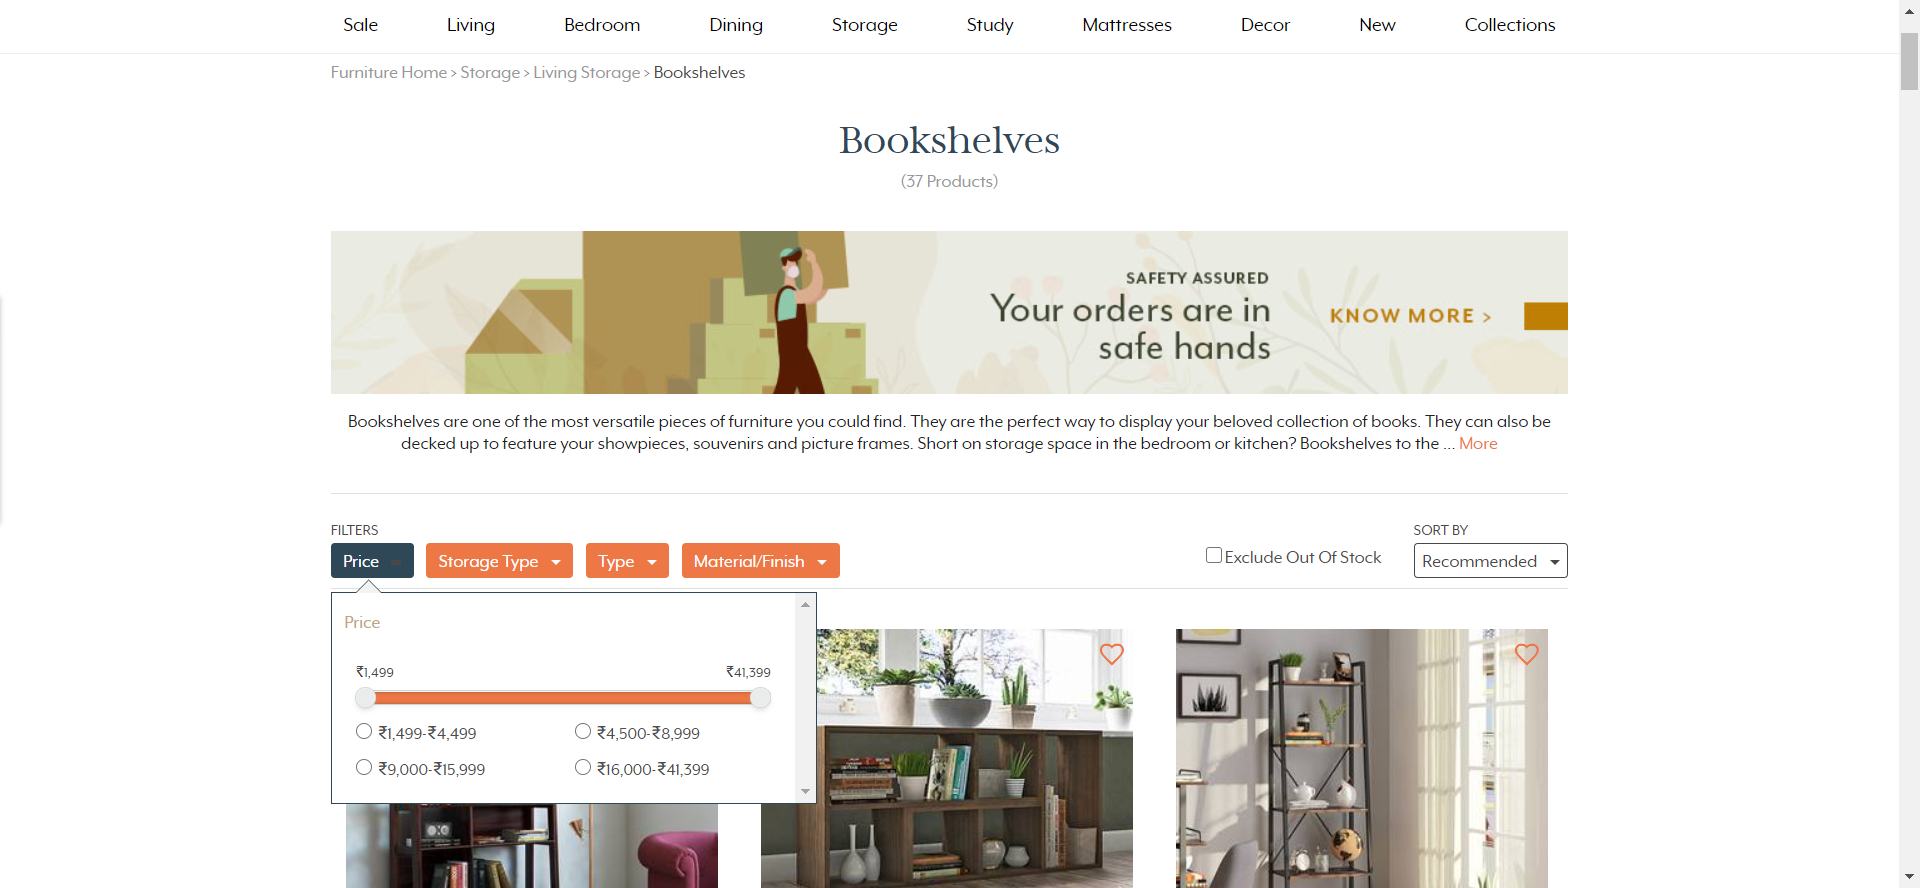 Sale Living Bedroom Dining Storage Study Mattresses Decor New Collections
Furniture Home > Storage > Living Storage > Bookshelves
Bookshelves
(37 Products)
SAFETY ASSURED
Your orders are in
safe hands
KNOW MORE >
Bookshelves are one of the most versatile pieces of furniture you could find. They are the perfect way to display your beloved collection of books. They can also be
decked up to feature your showpieces, souvenirs and picture frames. Short on storage space in the bedroom or kitchen? Bookshelves to the ... More
FILTERS
SORT BY
Price Storage Type Type Material/Finish Exclude Out Of Stock Recommended
Price
₹1,499 ₹41,399
₹1,499-₹4,499 ₹4,500-₹8,999
₹9,000-₹15,999 ₹16,000-₹41,399